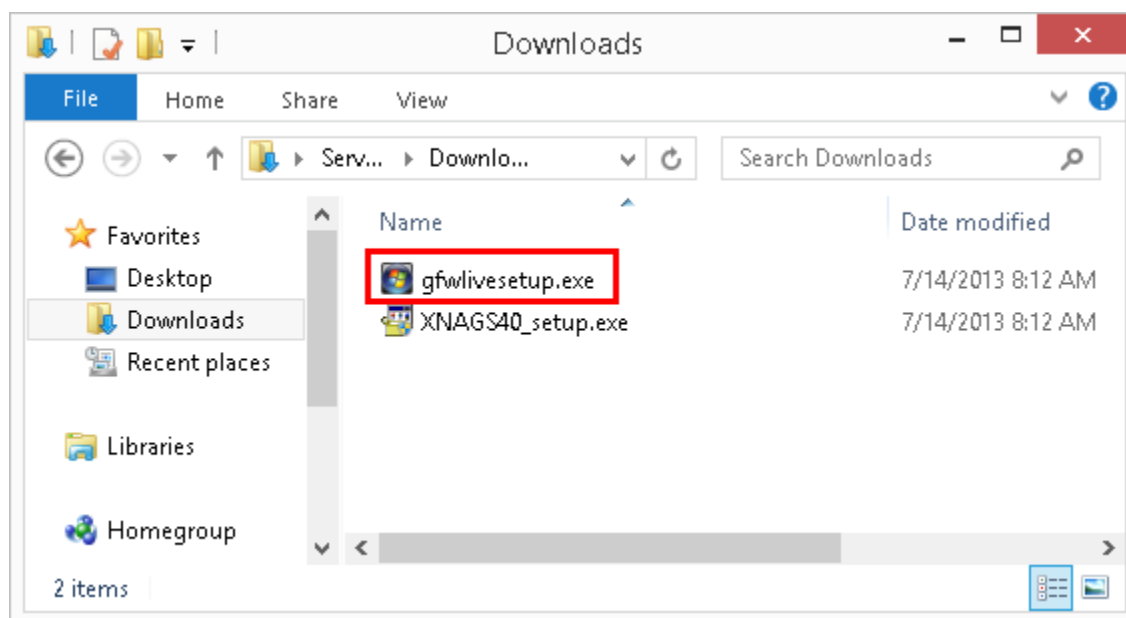 Downloads
File Home Share View
Serv... Downlo... Search Downloads
Name Date modified
Favorites
Desktop
Downloads
Recent places
Libraries
Homegroup
gfwlivesetup.exe 7/14/2013 8:12 AM
XNAGS40_setup.exe 7/14/2013 8:12 AM
2 items